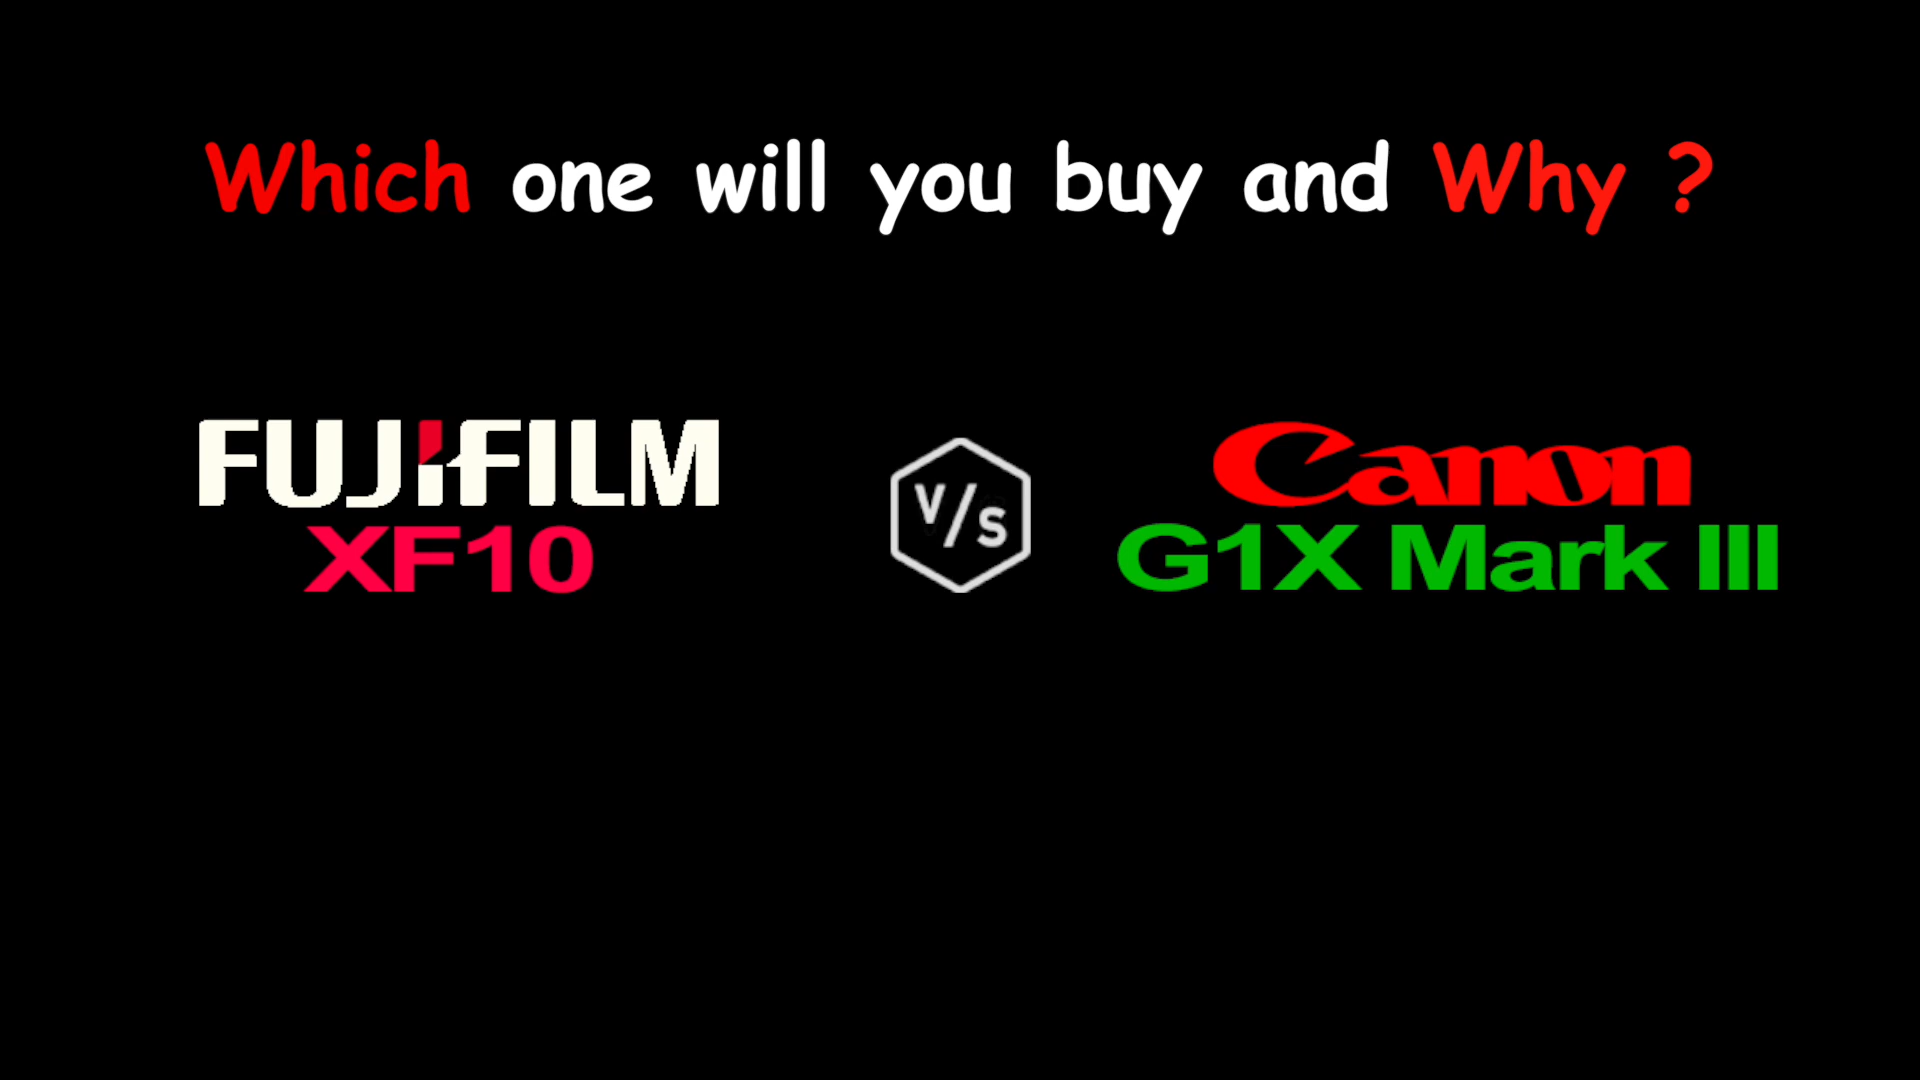 Which one will you buy and Why ?
FUJIFILM
XF10
V/S
Canon
G1X Mark III